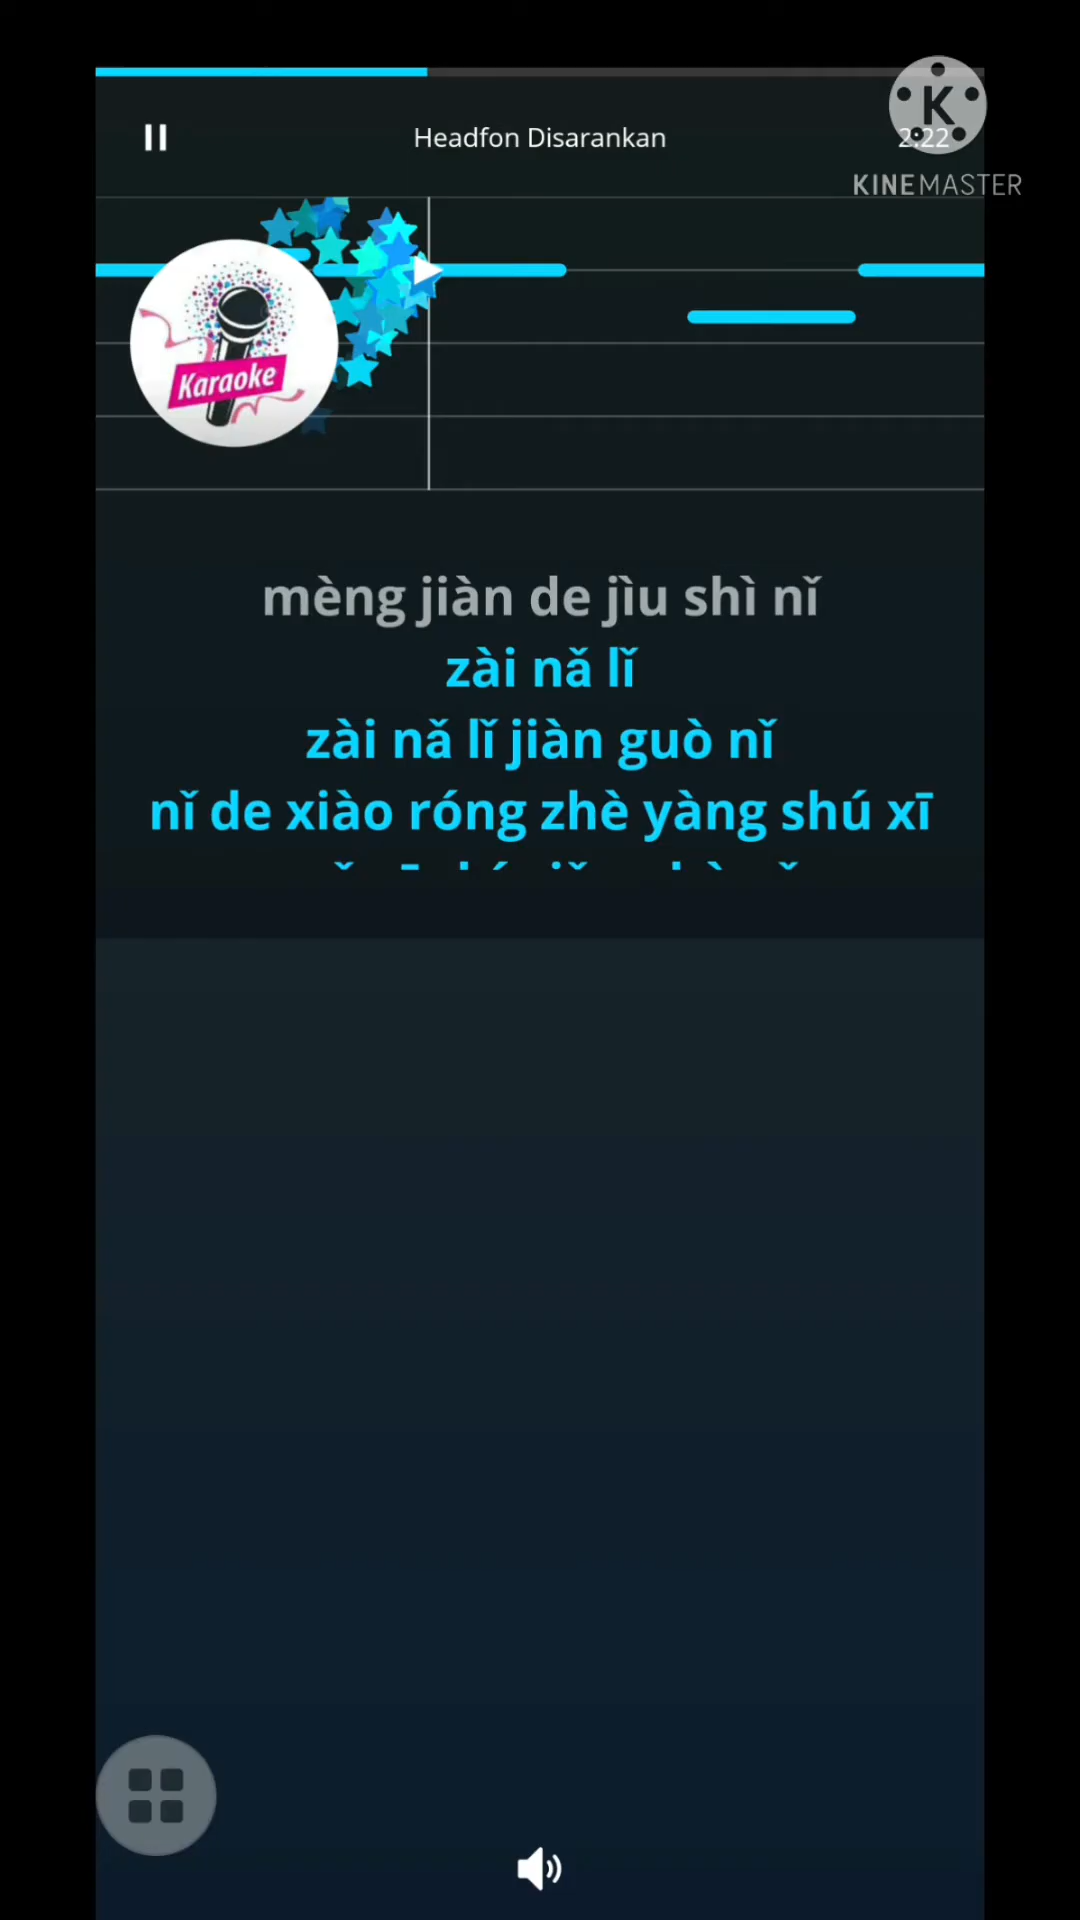 Headfon Disarankan
2:22
K
KINEMASTER
Karaoke
mèng jiàn de jìu shì nǐ
zài nǎ lǐ
zài nǎ lǐ jiàn guò nǐ
nǐ de xiào róng zhè yàng shú xī